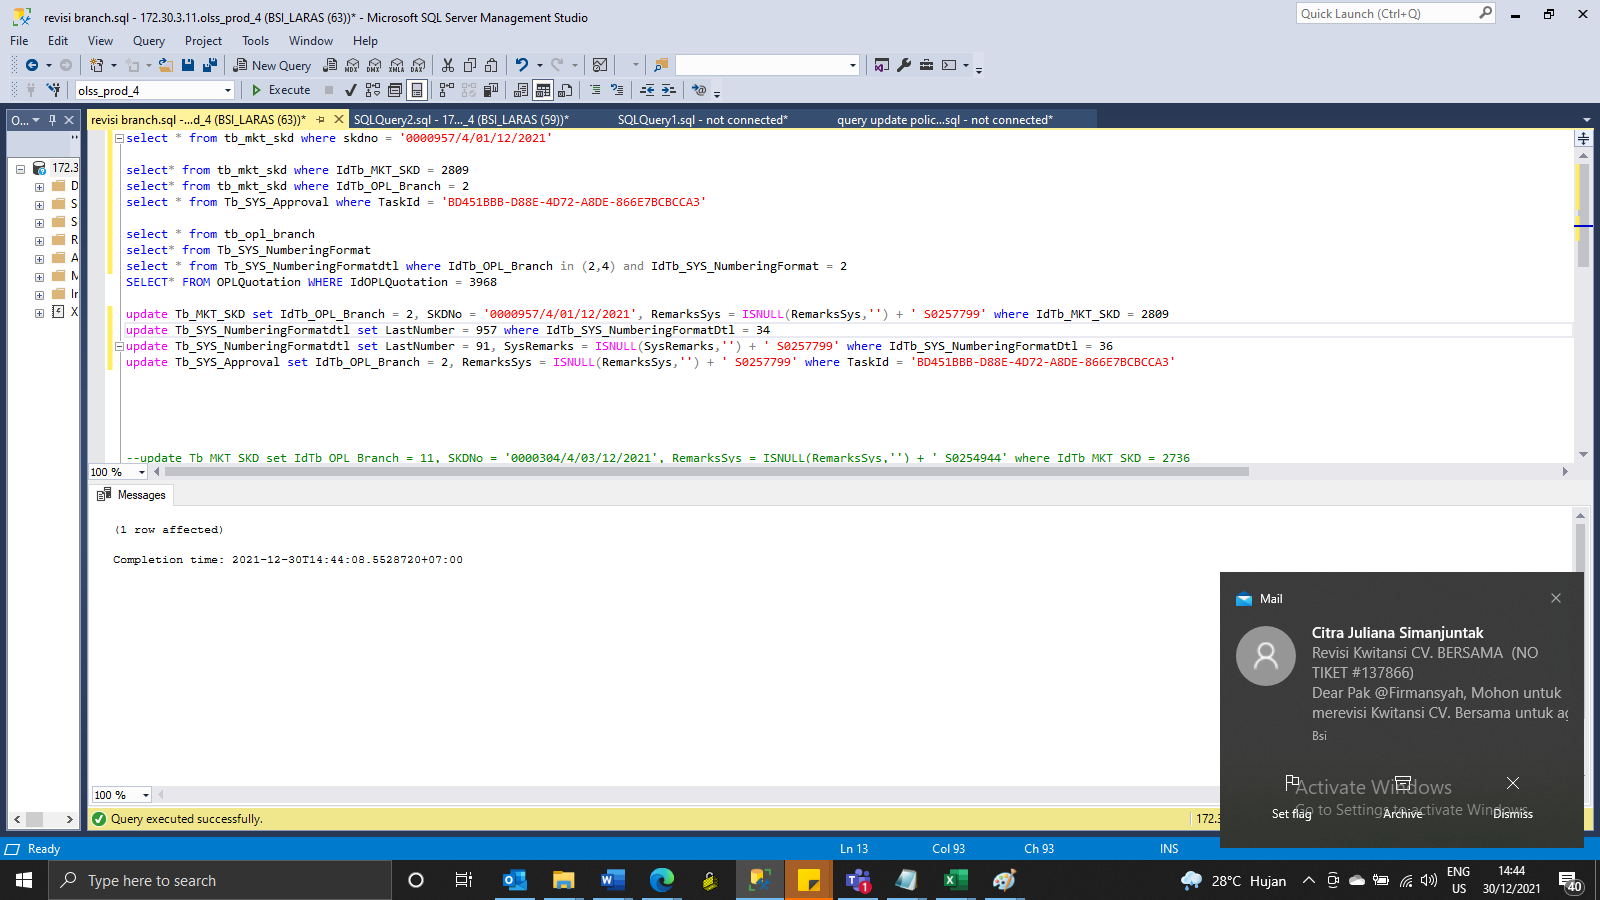 revisi branch.sql - 172.30.3.11.olss_prod_4 (BSI_LARAS (63))* - Microsoft SQL Server Management Studio
Quick Launch (Ctrl+Q)
File Edit View Query Project Tools Window Help
New Query
MDX DMX XMLA DAX
olss_prod_4
Execute
O...
revisi branch.sql -...d_4 (BSI_LARAS (63))*
SQLQuery2.sql - 17..._4 (BSI_LARAS (59))*
SQLQuery1.sql - not connected*
query update polic...sql - not connected*
172.3
D
S
S
R
A
M
In
X
select * from tb_mkt_skd where skdno = '0000957/4/01/12/2021'
select* from tb_mkt_skd where IdTb_MKT_SKD = 2809
select* from tb_mkt_skd where IdTb_OPL_Branch = 2
select * from Tb_SYS_Approval where TaskId = 'BD451BBB-D88E-4D72-A8DE-866E7BCBCCA3'
select * from tb_opl_branch
select* from Tb_SYS_NumberingFormat
select * from Tb_SYS_NumberingFormatdtl where IdTb_OPL_Branch in (2,4) and IdTb_SYS_NumberingFormat = 2
SELECT* FROM OPLQuotation WHERE IdOPLQuotation = 3968
update Tb_MKT_SKD set IdTb_OPL_Branch = 2, SKDNo = '0000957/4/01/12/2021', RemarksSys = ISNULL(RemarksSys,'') + ' S0257799' where IdTb_MKT_SKD = 2809
update Tb_SYS_NumberingFormatdtl set LastNumber = 957 where IdTb_SYS_NumberingFormatDtl = 34
update Tb_SYS_NumberingFormatdtl set LastNumber = 91, SysRemarks = ISNULL(SysRemarks,'') + ' S0257799' where IdTb_SYS_NumberingFormatDtl = 36
update Tb_SYS_Approval set IdTb_OPL_Branch = 2, RemarksSys = ISNULL(RemarksSys,'') + ' S0257799' where TaskId = 'BD451BBB-D88E-4D72-A8DE-866E7BCBCCA3'
--update Tb_MKT_SKD set IdTb_OPL_Branch = 11, SKDNo = '0000304/4/03/12/2021', RemarksSys = ISNULL(RemarksSys,'') + ' S0254944' where IdTb_MKT_SKD = 2736
100 %
Messages
(1 row affected)
Completion time: 2021-12-30T14:44:08.5528720+07:00
100 %
Query executed successfully.
172.3
Mail
Citra Juliana Simanjuntak
Revisi Kwitansi CV. BERSAMA (NO
TIKET #137866)
Dear Pak @Firmansyah, Mohon untuk
merevisi Kwitansi CV. Bersama untuk ag
Bsi
Activate Windows
Go to Settings to activate Windows.
Set flag
Archive
Dismiss
Ready
Ln 13
Col 93
Ch 93
INS
Type here to search
1
28°C Hujan
ENG
US
14:44
30/12/2021
40